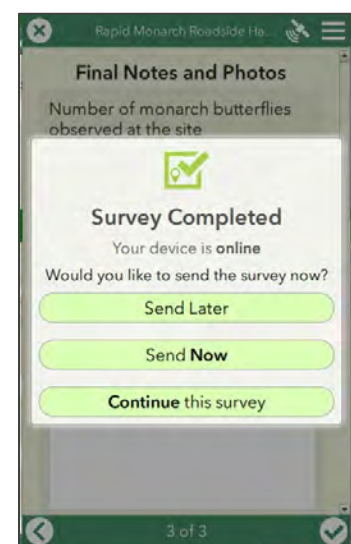 Rapid Monarch Roadside Ha...
Final Notes and Photos
Number of monarch butterflies
observed at the site
Survey Completed
Your device is online
Would you like to send the survey now?
Send Later
Send Now
Continue this survey
3 of 3